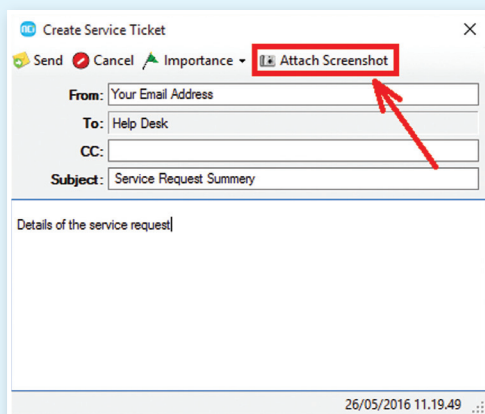 Create Service Ticket
Send Cancel Importance Attach Screenshot
From: Your Email Address
To: Help Desk
CC:
Subject: Service Request Summery
Details of the service request
26/05/2016 11.19.49